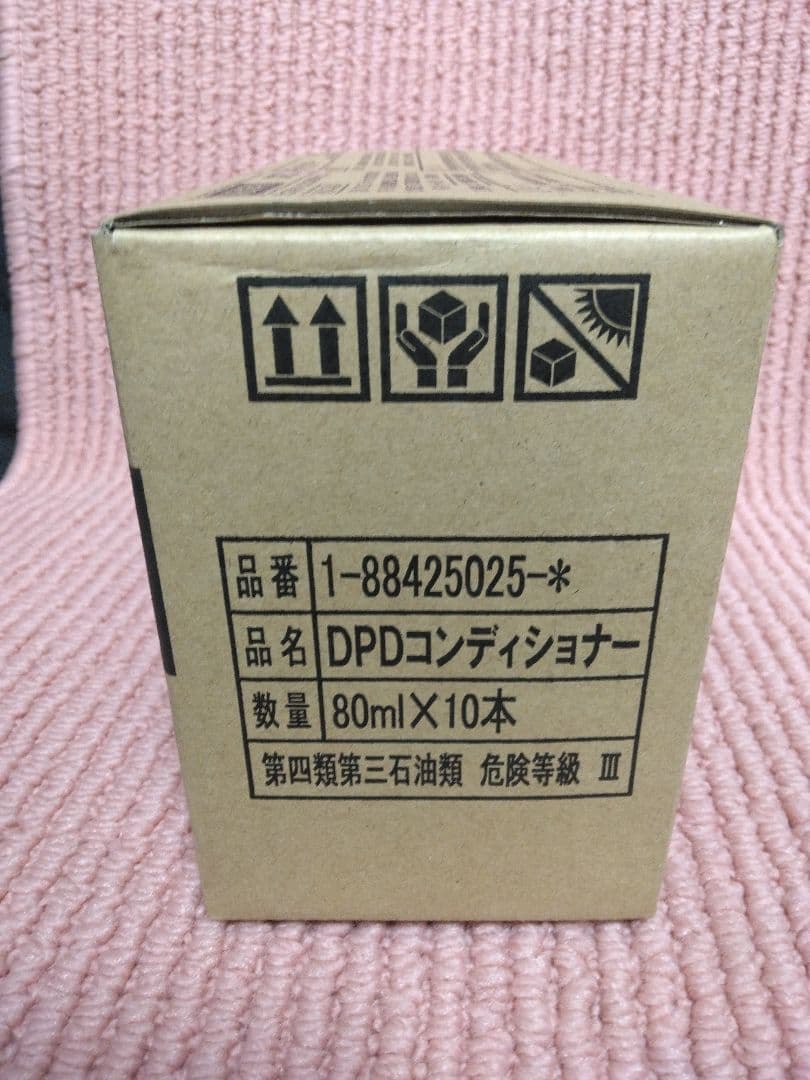 品番 1-88425025-*
品名 DPDコンディショナー
数量 80ml×10本
第四類第三石油類 危険等級 Ⅲ